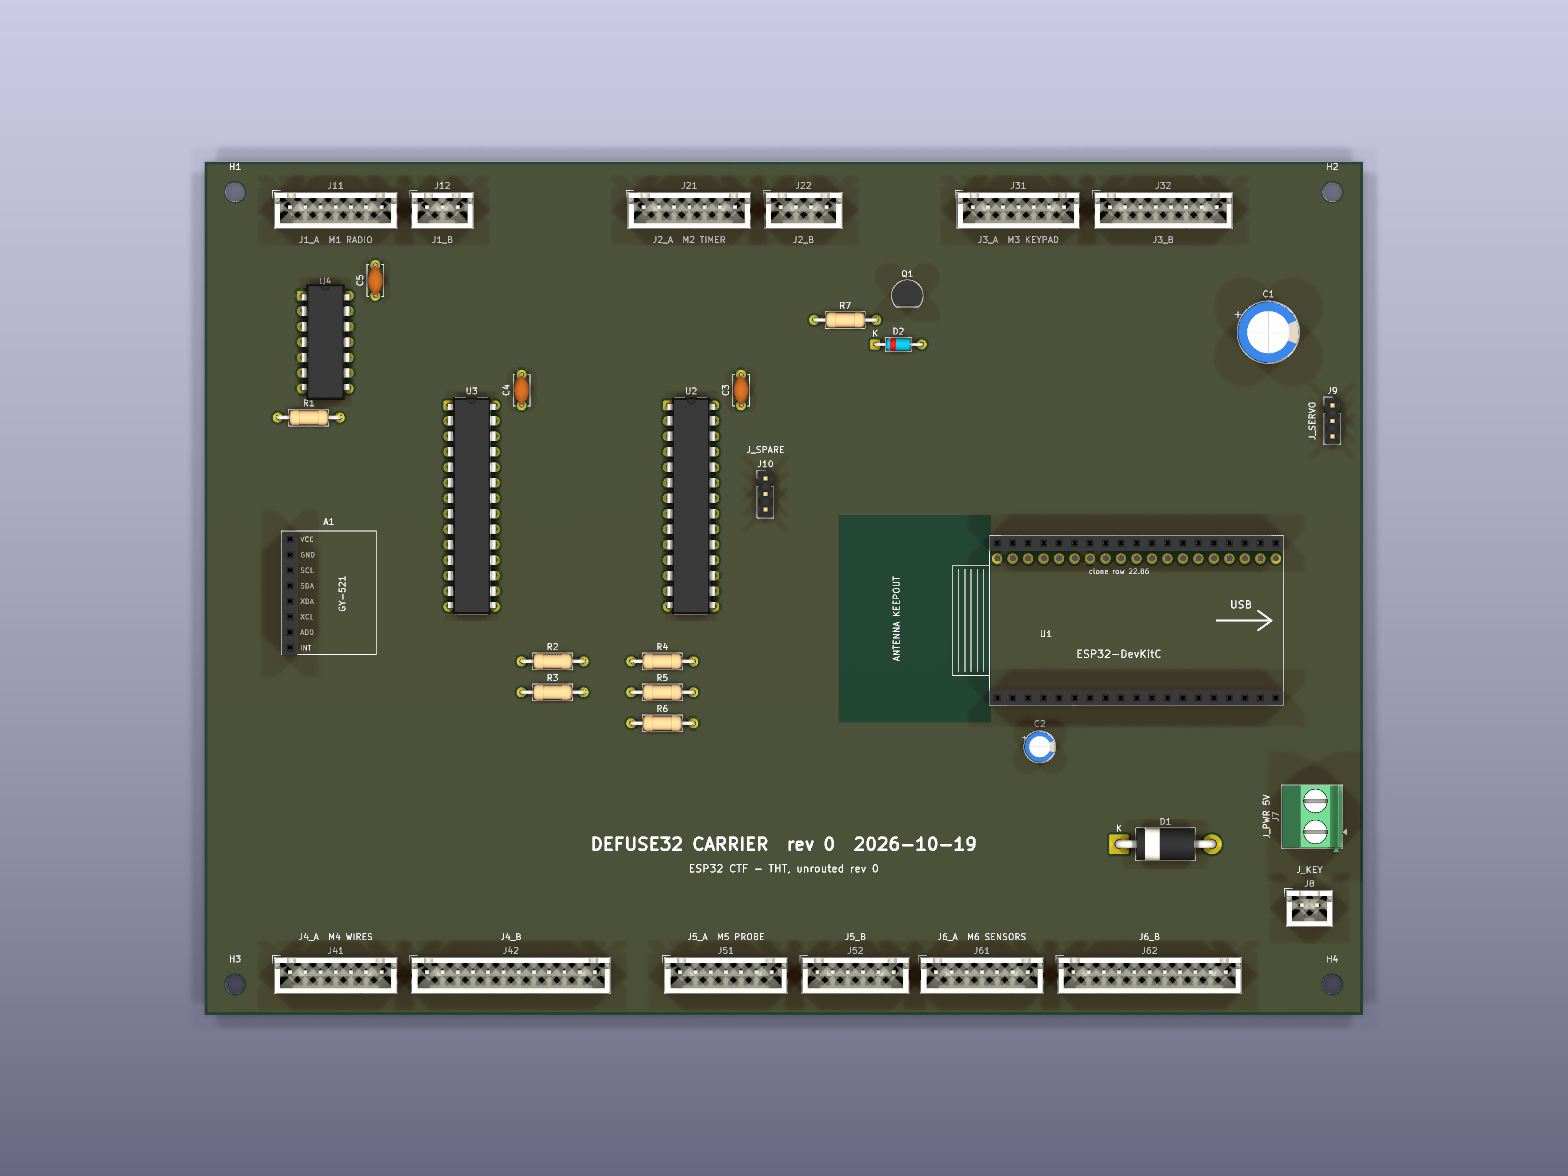 H1
H2
J11
J12
J21
J22
J31
J32
J1_A M1 RADIO
J1_B
J2_A M2 TIMER
J2_B
J3_A M3 KEYPAD
J3_B
U4
C5
Q1
R7
K
D2
C1
+
R1
U3
C4
U2
C3
J9
J_SERVO
J_SPARE
J10
A1
VCC
GND
SCL
SDA
XDA
XCL
AD0
INT
GY-521
ANTENNA KEEPOUT
clone row 22.86
USB
U1
ESP32-DevKitC
R2
R3
R4
R5
R6
C2
+
J_PWR 5V
J7
K
D1
DEFUSE32 CARRIER rev 0 2026-10-19
ESP32 CTF - THT, unrouted rev 0
J_KEY
J8
J4_A M4 WIRES
J4_B
J5_A M5 PROBE
J5_B
J6_A M6 SENSORS
J6_B
J41
J42
J51
J52
J61
J62
H3
H4